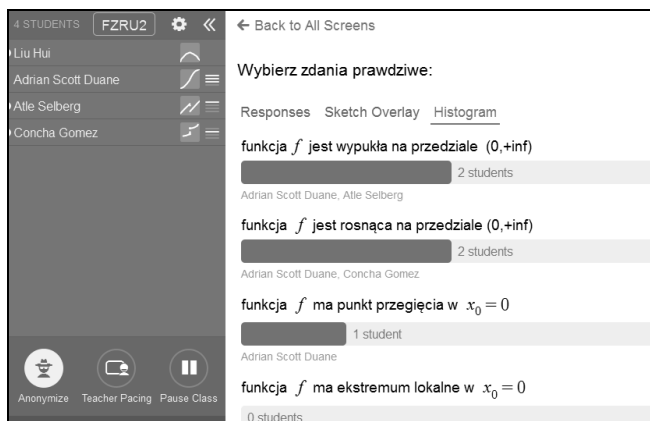 4 STUDENTS FZRU2
Liu Hui
Adrian Scott Duane
Atle Selberg
Concha Gomez
Anonymize Teacher Pacing Pause Class
← Back to All Screens
Wybierz zdania prawdziwe:
Responses Sketch Overlay Histogram
funkcja f jest wypukła na przedziale (0,+inf)
2 students
Adrian Scott Duane, Atle Selberg
funkcja f jest rosnąca na przedziale (0,+inf)
2 students
Adrian Scott Duane, Concha Gomez
funkcja f ma punkt przegięcia w x₀ = 0
1 student
Adrian Scott Duane
funkcja f ma ekstremum lokalne w x₀ = 0
0 students